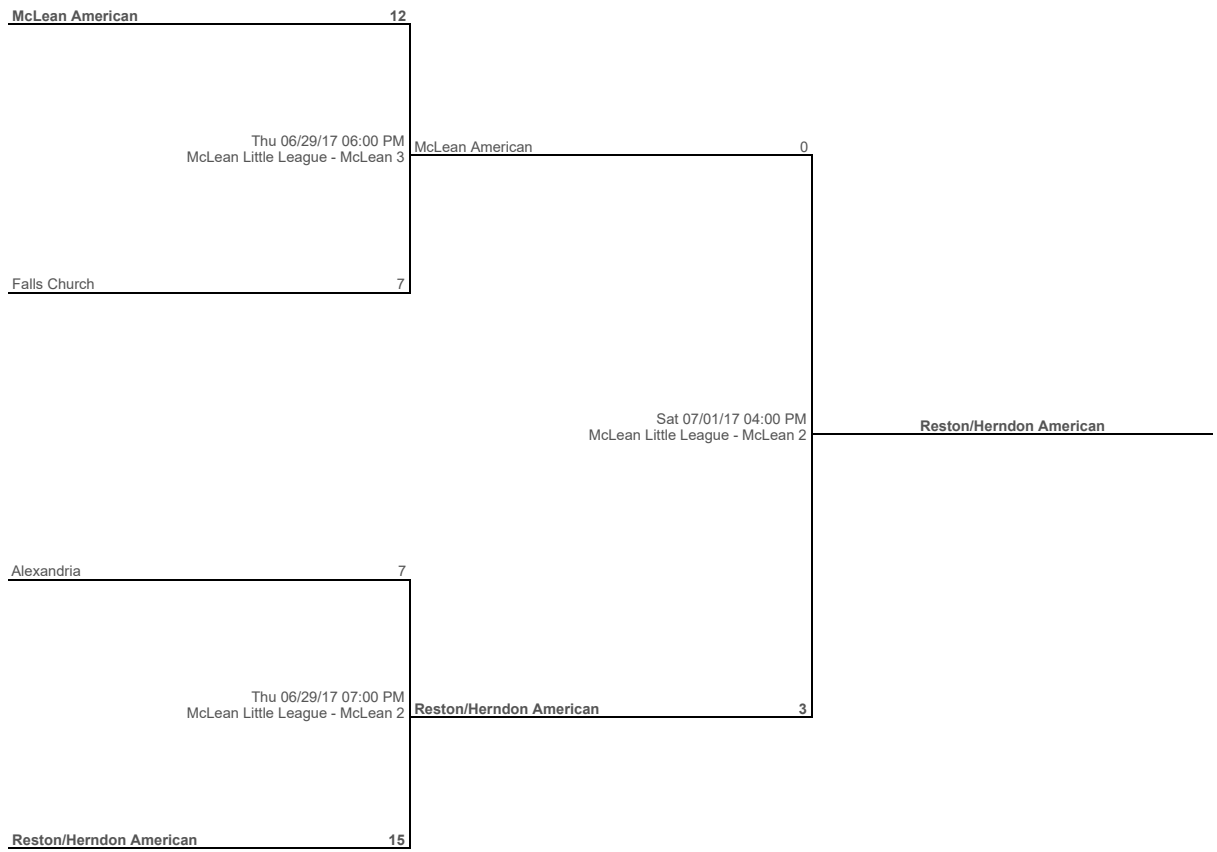 McLean American 12
Thu 06/29/17 06:00 PM
McLean Little League - McLean 3
McLean American 0
Falls Church 7
Sat 07/01/17 04:00 PM
McLean Little League - McLean 2
Reston/Herndon American
Alexandria 7
Thu 06/29/17 07:00 PM
McLean Little League - McLean 2
Reston/Herndon American 3
Reston/Herndon American 15